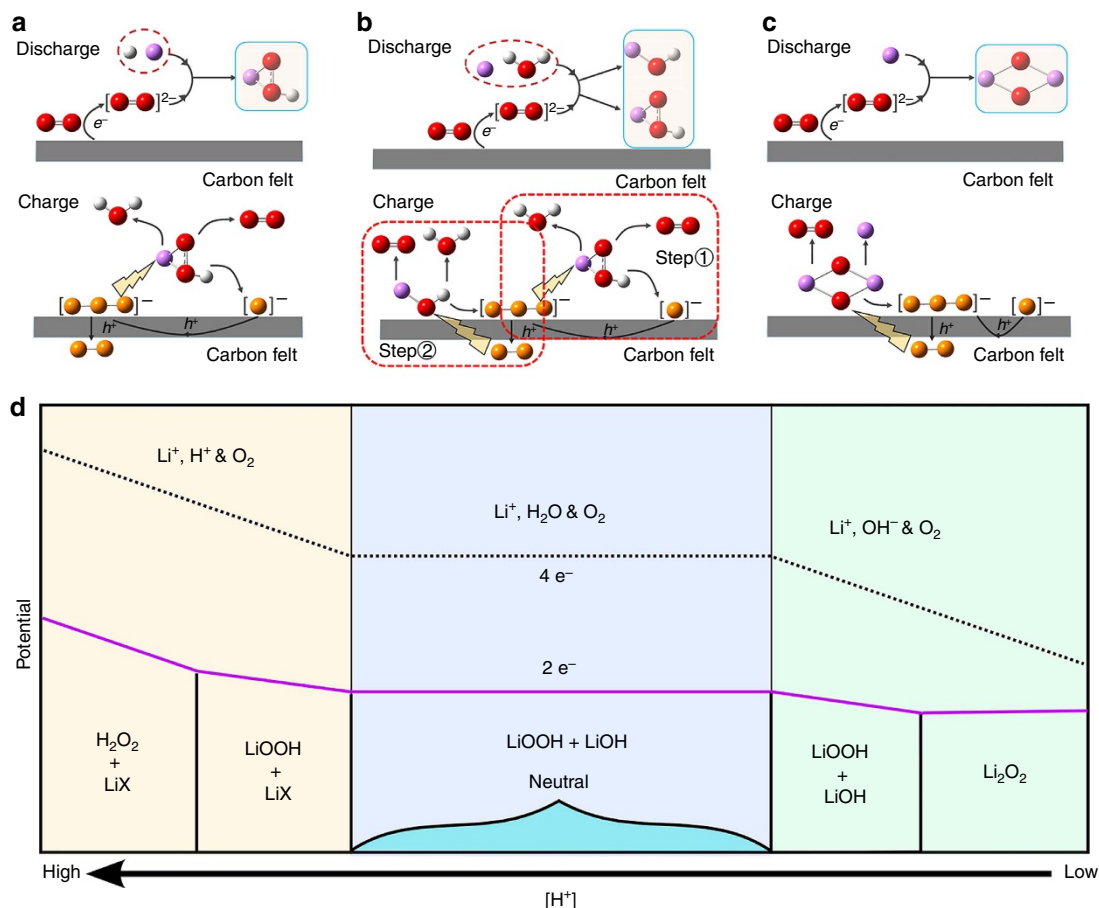 a
Discharge
[ ]²⁻
e⁻
Carbon felt
Charge
[ ]⁻
[ ]⁻
h⁺
h⁺
Carbon felt
b
Discharge
[ ]²⁻
e⁻
Carbon felt
Charge
Step①
[ ]⁻
[ ]⁻
h⁺
h⁺
Step②
Carbon felt
c
Discharge
[ ]²⁻
e⁻
Carbon felt
Charge
[ ]⁻
[ ]⁻
h⁺
h⁺
Carbon felt
d
Potential
Li⁺, H⁺ & O₂
Li⁺, H₂O & O₂
Li⁺, OH⁻ & O₂
4 e⁻
2 e⁻
H₂O₂
+
LiX
LiOOH
+
LiX
LiOOH + LiOH
Neutral
LiOOH
+
LiOH
Li₂O₂
High
Low
[H⁺]